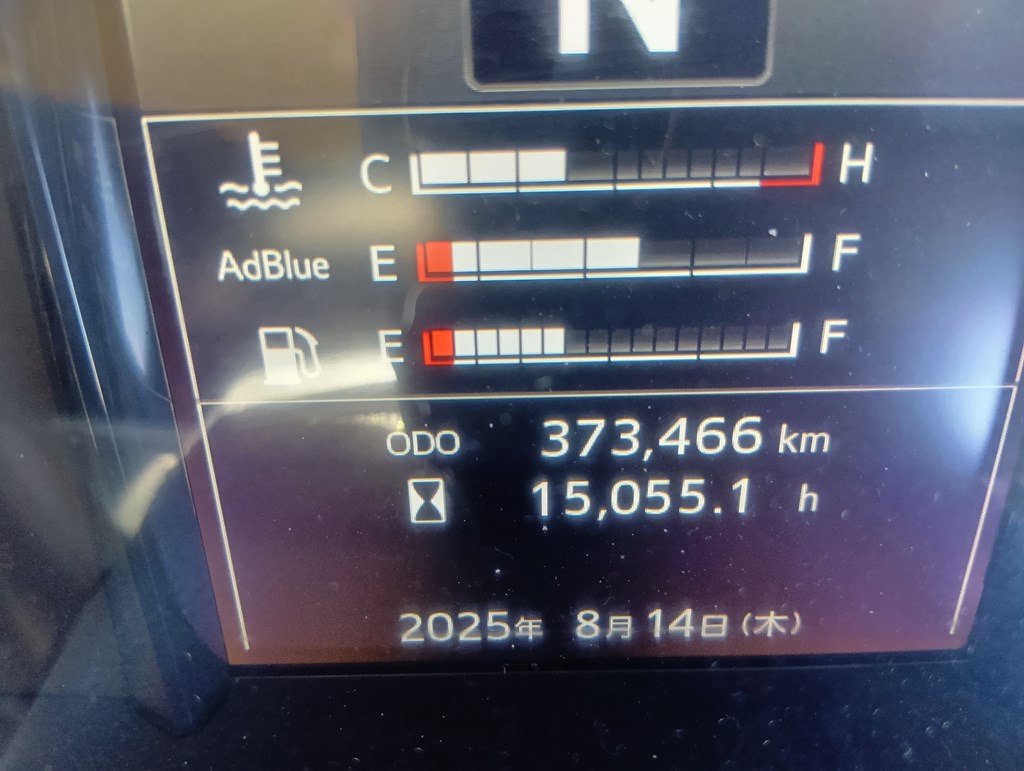 N
C H
AdBlue E F
E F
ODO 373,466 km
15,055.1 h
2025年 8月14日(木)